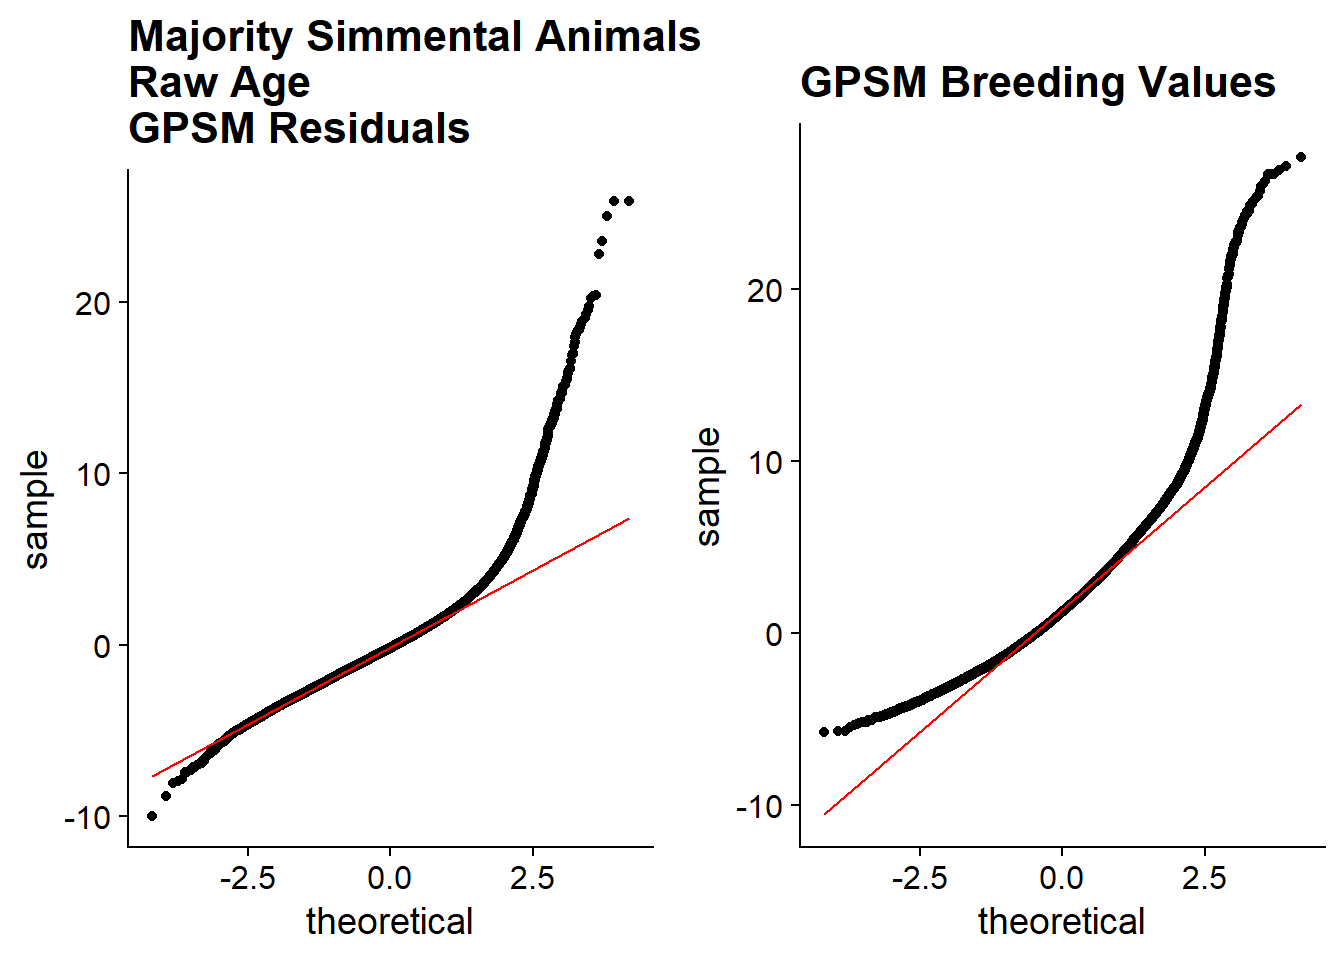 Majority Simmental Animals
Raw Age
GPSM Residuals
sample
20
10
0
-10
-2.5
0.0
2.5
theoretical
GPSM Breeding Values
sample
20
10
0
-10
-2.5
0.0
2.5
theoretical